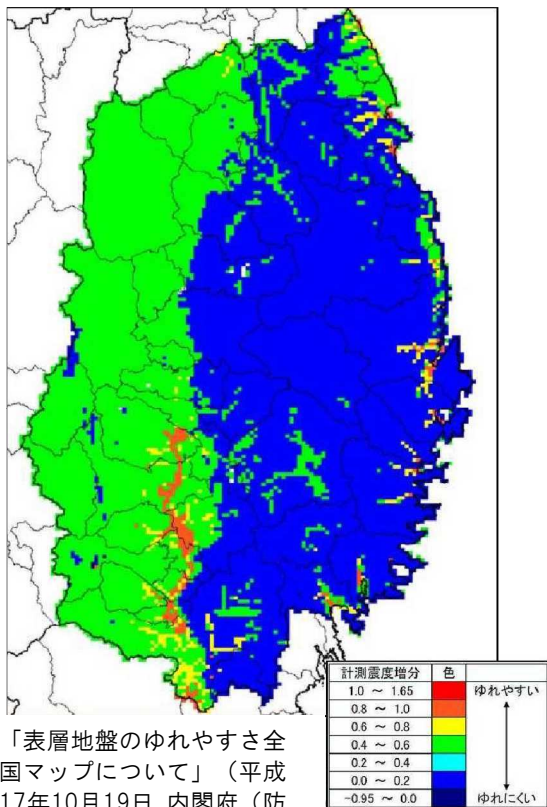 計測震度増分 色
1.0 ～ 1.65 ゆれやすい
0.8 ～ 1.0
0.6 ～ 0.8
0.4 ～ 0.6
0.2 ～ 0.4
0.0 ～ 0.2
-0.95 ～ 0.0 ゆれにくい
「表層地盤のゆれやすさ全
国マップについて」（平成
17年10月19日 内閣府（防